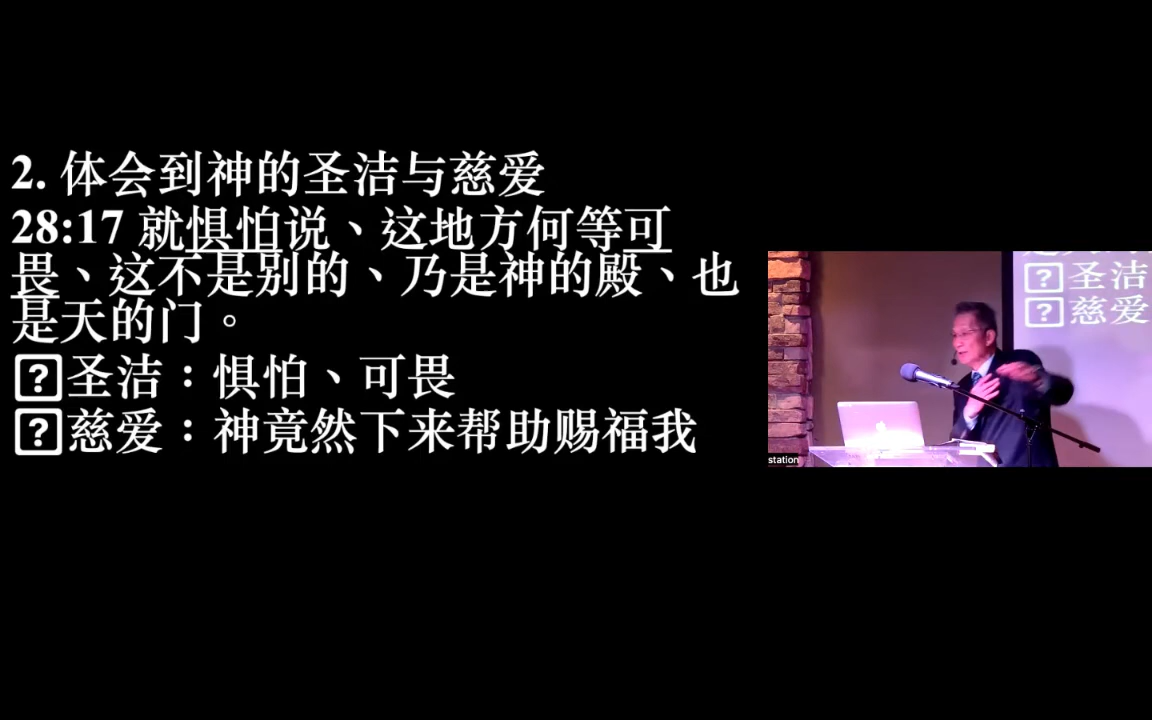 2. 体会到神的圣洁与慈爱
28:17 就惧怕说、这地方何等可
畏、这不是别的、乃是神的殿、也
是天的门。
?圣洁：惧怕、可畏
?慈爱：神竟然下来帮助赐福我
?圣洁
?慈爱
station